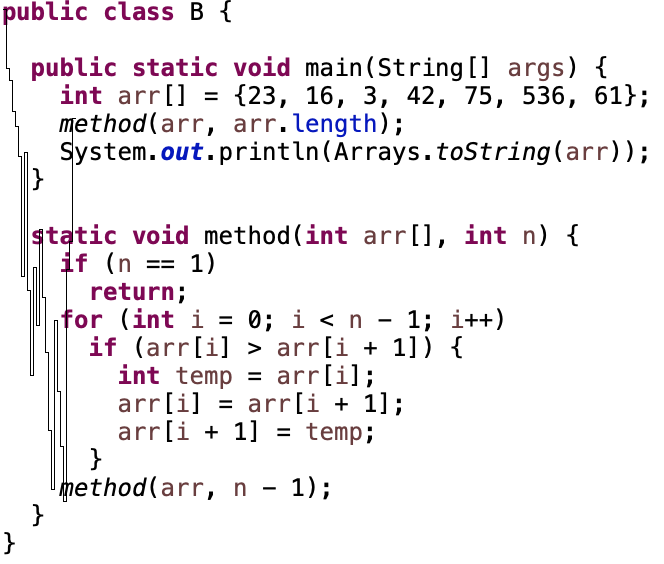 public class B {
public static void main(String[] args) {
int arr[] = {23, 16, 3, 42, 75, 536, 61};
method(arr, arr.length);
System.out.println(Arrays.toString(arr));
}
static void method(int arr[], int n) {
if (n == 1)
return;
for (int i = 0; i < n - 1; i++)
if (arr[i] > arr[i + 1]) {
int temp = arr[i];
arr[i] = arr[i + 1];
arr[i + 1] = temp;
}
method(arr, n - 1);
}
}